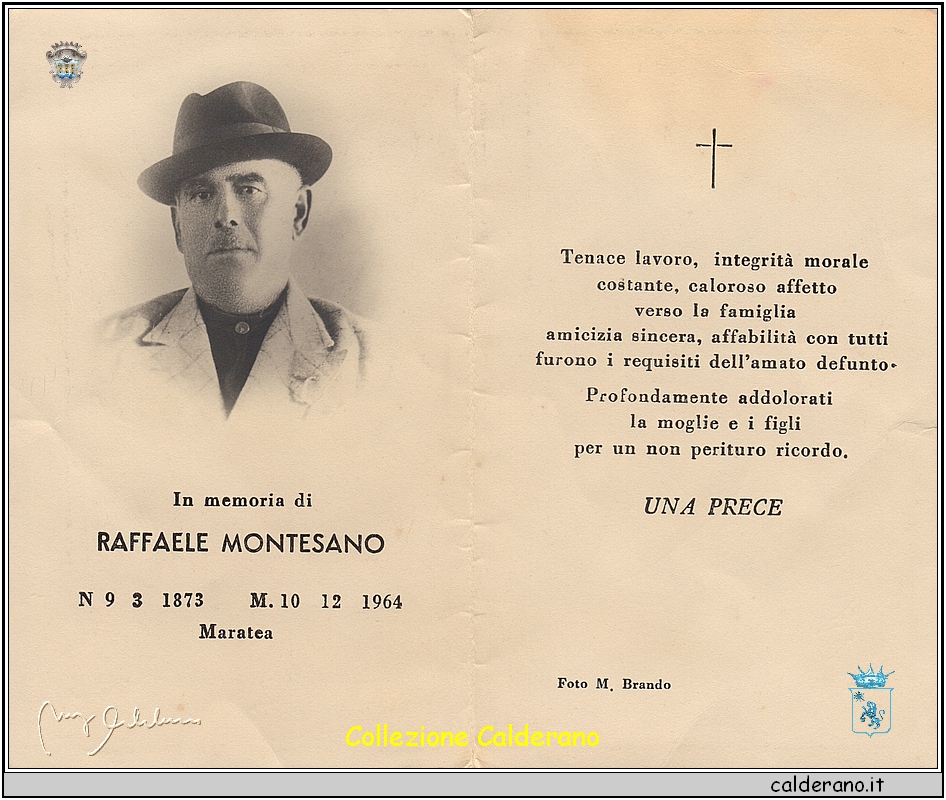 In memoria di
RAFFAELE MONTESANO
N 9 3 1873 M. 10 12 1964
Maratea
Tenace lavoro, integrità morale
costante, caloroso affetto
verso la famiglia
amicizia sincera, affabilità con tutti
furono i requisiti dell'amato defunto.
Profondamente addolorati
la moglie e i figli
per un non perituro ricordo.
UNA PRECE
Foto M. Brando
Collezione Calderano
calderano.it